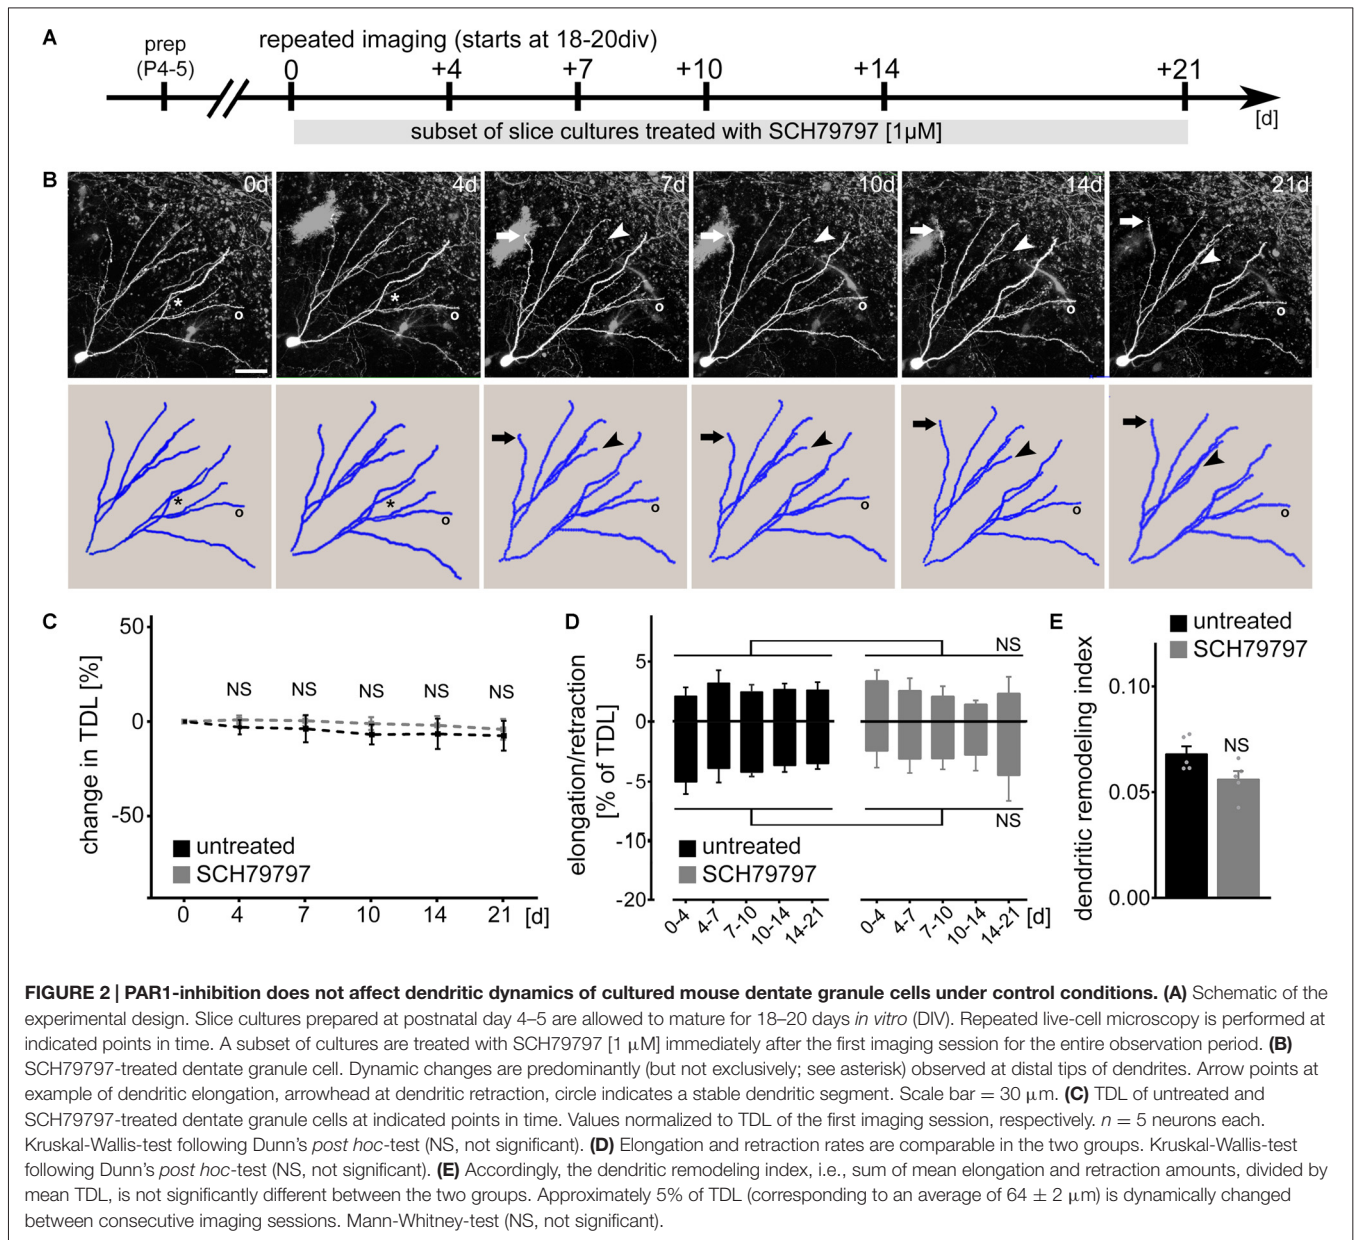 A
prep
(P4-5)
repeated imaging (starts at 18-20div)
0 +4 +7 +10 +14 +21
[d]
subset of slice cultures treated with SCH79797 [1µM]
B
0d 4d 7d 10d 14d 21d
* * o o o o o o
* * o o o o o o
C
change in TDL [%]
50
0
-50
NS NS NS NS NS
untreated
SCH79797
0 4 7 10 14 21 [d]
D
elongation/retraction
[% of TDL]
5
0
-5
-10
-20
NS
NS
untreated
SCH79797
0-4 4-7 7-10 10-14 14-21 0-4 4-7 7-10 10-14 14-21 [d]
E
untreated
SCH79797
dendritic remodeling index
0.10
0.05
0.00
NS
FIGURE 2 | PAR1-inhibition does not affect dendritic dynamics of cultured mouse dentate granule cells under control conditions. (A) Schematic of the
experimental design. Slice cultures prepared at postnatal day 4–5 are allowed to mature for 18–20 days in vitro (DIV). Repeated live-cell microscopy is performed at
indicated points in time. A subset of cultures are treated with SCH79797 [1 µM] immediately after the first imaging session for the entire observation period. (B)
SCH79797-treated dentate granule cell. Dynamic changes are predominantly (but not exclusively; see asterisk) observed at distal tips of dendrites. Arrow points at
example of dendritic elongation, arrowhead at dendritic retraction, circle indicates a stable dendritic segment. Scale bar = 30 µm. (C) TDL of untreated and
SCH79797-treated dentate granule cells at indicated points in time. Values normalized to TDL of the first imaging session, respectively. n = 5 neurons each.
Kruskal-Wallis-test following Dunn's post hoc-test (NS, not significant). (D) Elongation and retraction rates are comparable in the two groups. Kruskal-Wallis-test
following Dunn's post hoc-test (NS, not significant). (E) Accordingly, the dendritic remodeling index, i.e., sum of mean elongation and retraction amounts, divided by
mean TDL, is not significantly different between the two groups. Approximately 5% of TDL (corresponding to an average of 64 ± 2 µm) is dynamically changed
between consecutive imaging sessions. Mann-Whitney-test (NS, not significant).